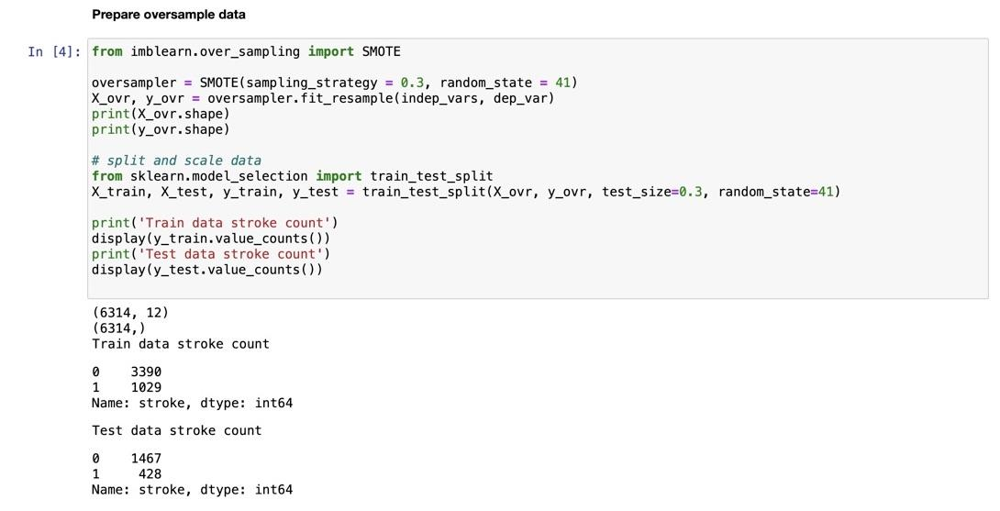 Prepare oversample data
In [4]: from imblearn.over_sampling import SMOTE
oversampler = SMOTE(sampling_strategy = 0.3, random_state = 41)
X_ovr, y_ovr = oversampler.fit_resample(indep_vars, dep_var)
print(X_ovr.shape)
print(y_ovr.shape)
# split and scale data
from sklearn.model_selection import train_test_split
X_train, X_test, y_train, y_test = train_test_split(X_ovr, y_ovr, test_size=0.3, random_state=41)
print('Train data stroke count')
display(y_train.value_counts())
print('Test data stroke count')
display(y_test.value_counts())
(6314, 12)
(6314,)
Train data stroke count
0    3390
1    1029
Name: stroke, dtype: int64
Test data stroke count
0    1467
1     428
Name: stroke, dtype: int64